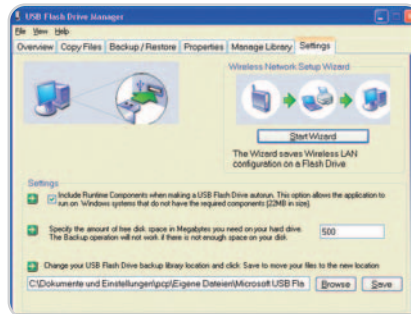 USB Flash Drive Manager
File View Help
Overview Copy Files Backup / Restore Properties Manage Library Settings
Wireless Network Setup Wizard
Start Wizard
The Wizard saves Wireless LAN
configuration on a Flash Drive
Settings
Include Runtime Components when making a USB Flash Drive autorun. This option allows the application to
run on Windows systems that do not have the required components (22MB in size)
Specify the amount of free disk space in Megabytes you need on your hard drive.
The Backup operation will not work if there is not enough space on your disk.
500
Change your USB Flash Drive backup library location and click Save to move your files to the new location
C:\Dokumente und Einstellungen\pcp\Eigene Dateien\Microsoft USB Fla
Browse
Save